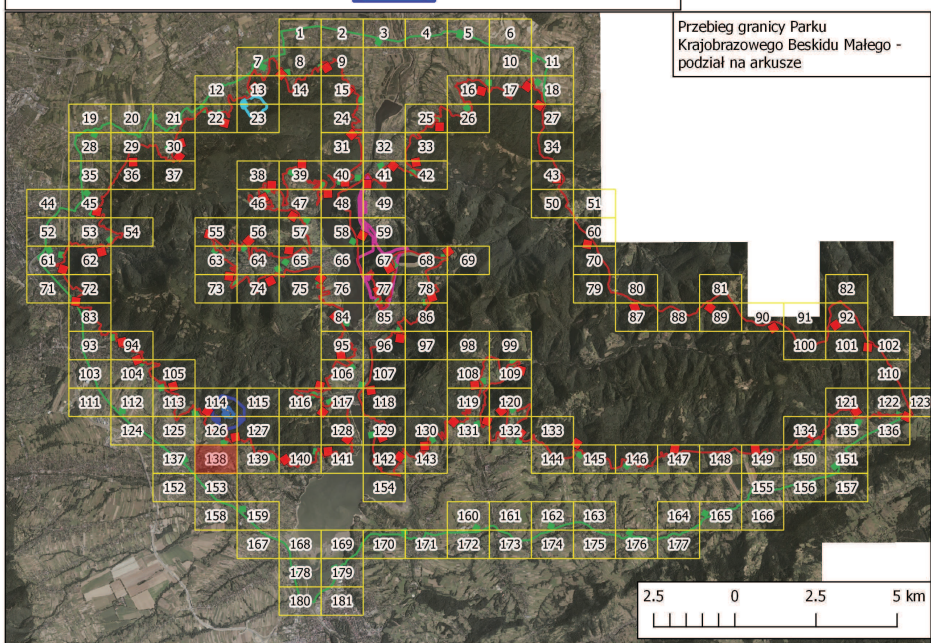 Przebieg granicy Parku
Krajobrazowego Beskidu Małego -
podział na arkusze
1 2 3 4 5 6
7 8 9 10 11
12 13 14 15 16 17 18
19 20 21 22 23 24 25 26 27
28 29 30 31 32 33 34
35 36 37 38 39 40 41 42 43
44 45 46 47 48 49 50 51
52 53 54 55 56 57 58 59 60
61 62 63 64 65 66 67 68 69 70
71 72 73 74 75 76 77 78 79 80 81 82
83 84 85 86 87 88 89 90 91 92
93 94 95 96 97 98 99 100 101 102
103 104 105 106 107 108 109 110
111 112 113 114 115 116 117 118 119 120 121 122 123
124 125 126 127 128 129 130 131 132 133 134 135 136
137 138 139 140 141 142 143 144 145 146 147 148 149 150 151
152 153 154 155 156 157
158 159 160 161 162 163 164 165 166
167 168 169 170 171 172 173 174 175 176 177
178 179
180 181
2.5 0 2.5 5 km